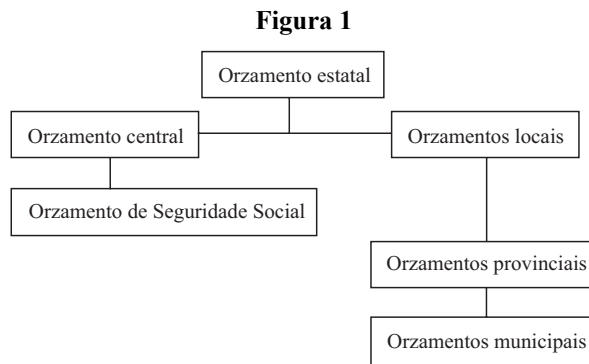 Figura 1
Orzamento estatal
Orzamento central
Orzamentos locais
Orzamento de Seguridade Social
Orzamentos provinciais
Orzamentos municipais